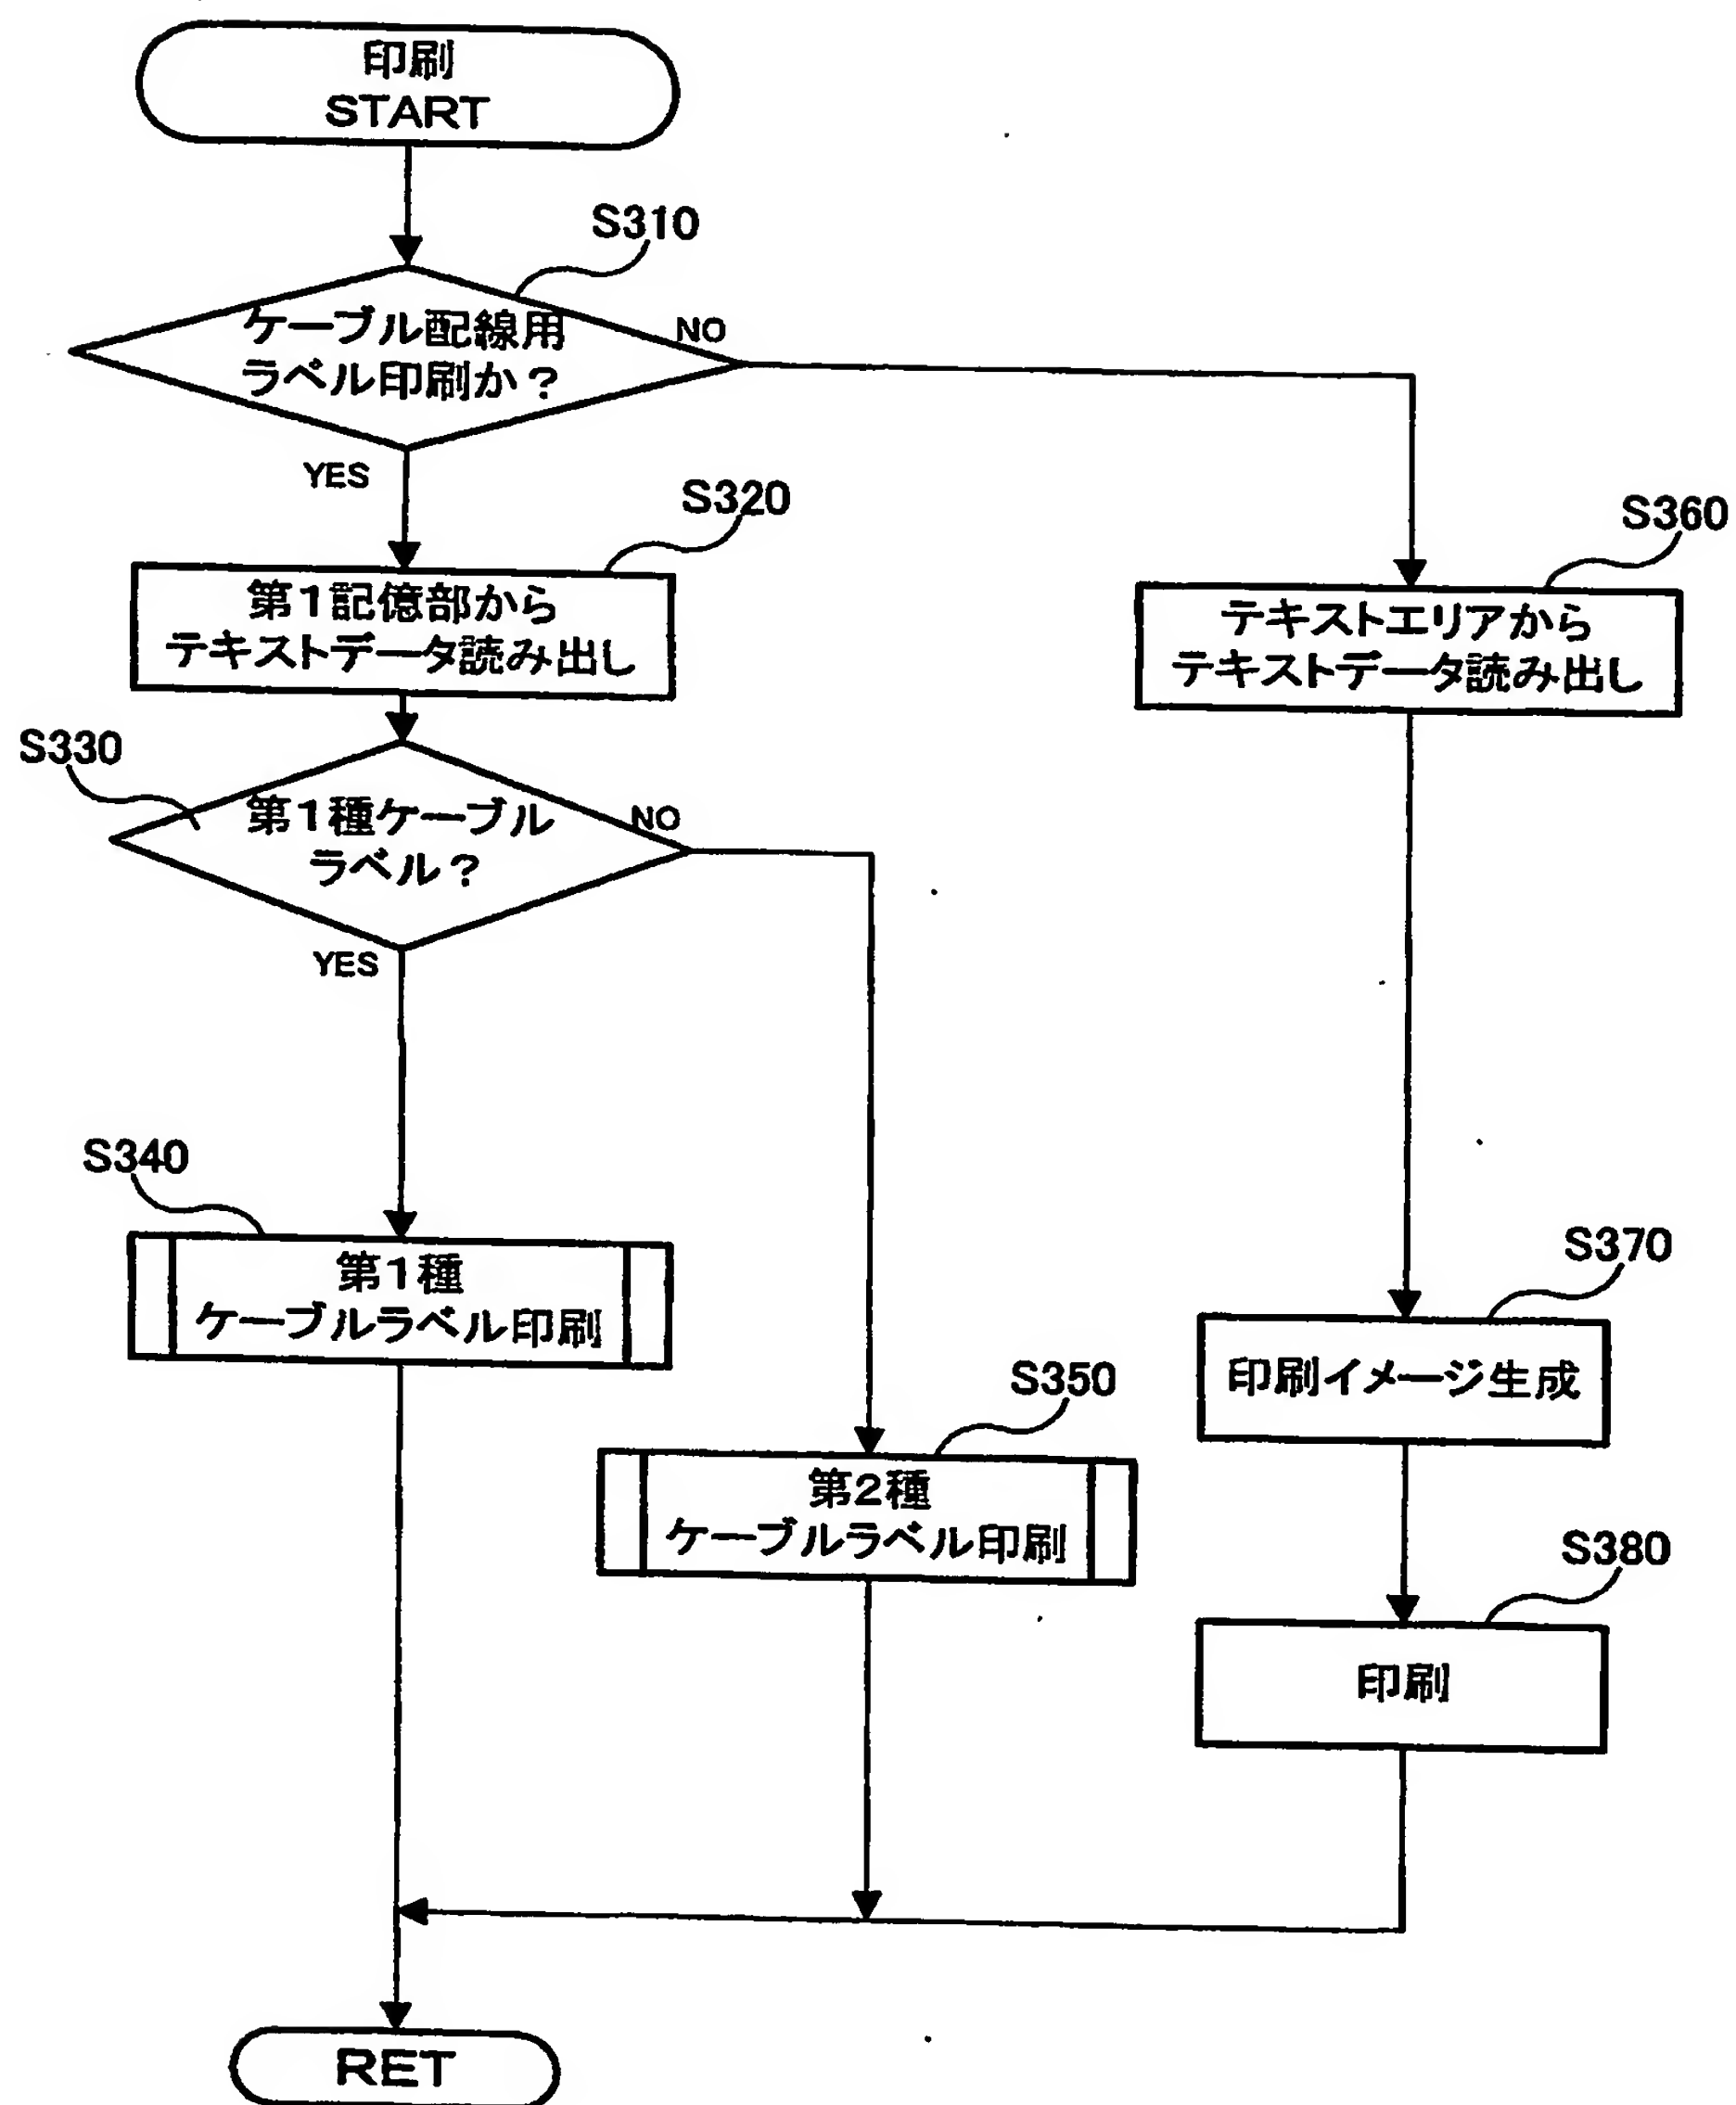 印刷
START
S310
ケーブル配線用
ラベル印刷か？
NO
YES
S320
第1記憶部から
テキストデータ読み出し
S360
テキストエリアから
テキストデータ読み出し
S330
第1種ケーブル
ラベル？
NO
YES
S340
第1種
ケーブルラベル印刷
S350
第2種
ケーブルラベル印刷
S370
印刷イメージ生成
S380
印刷
RET